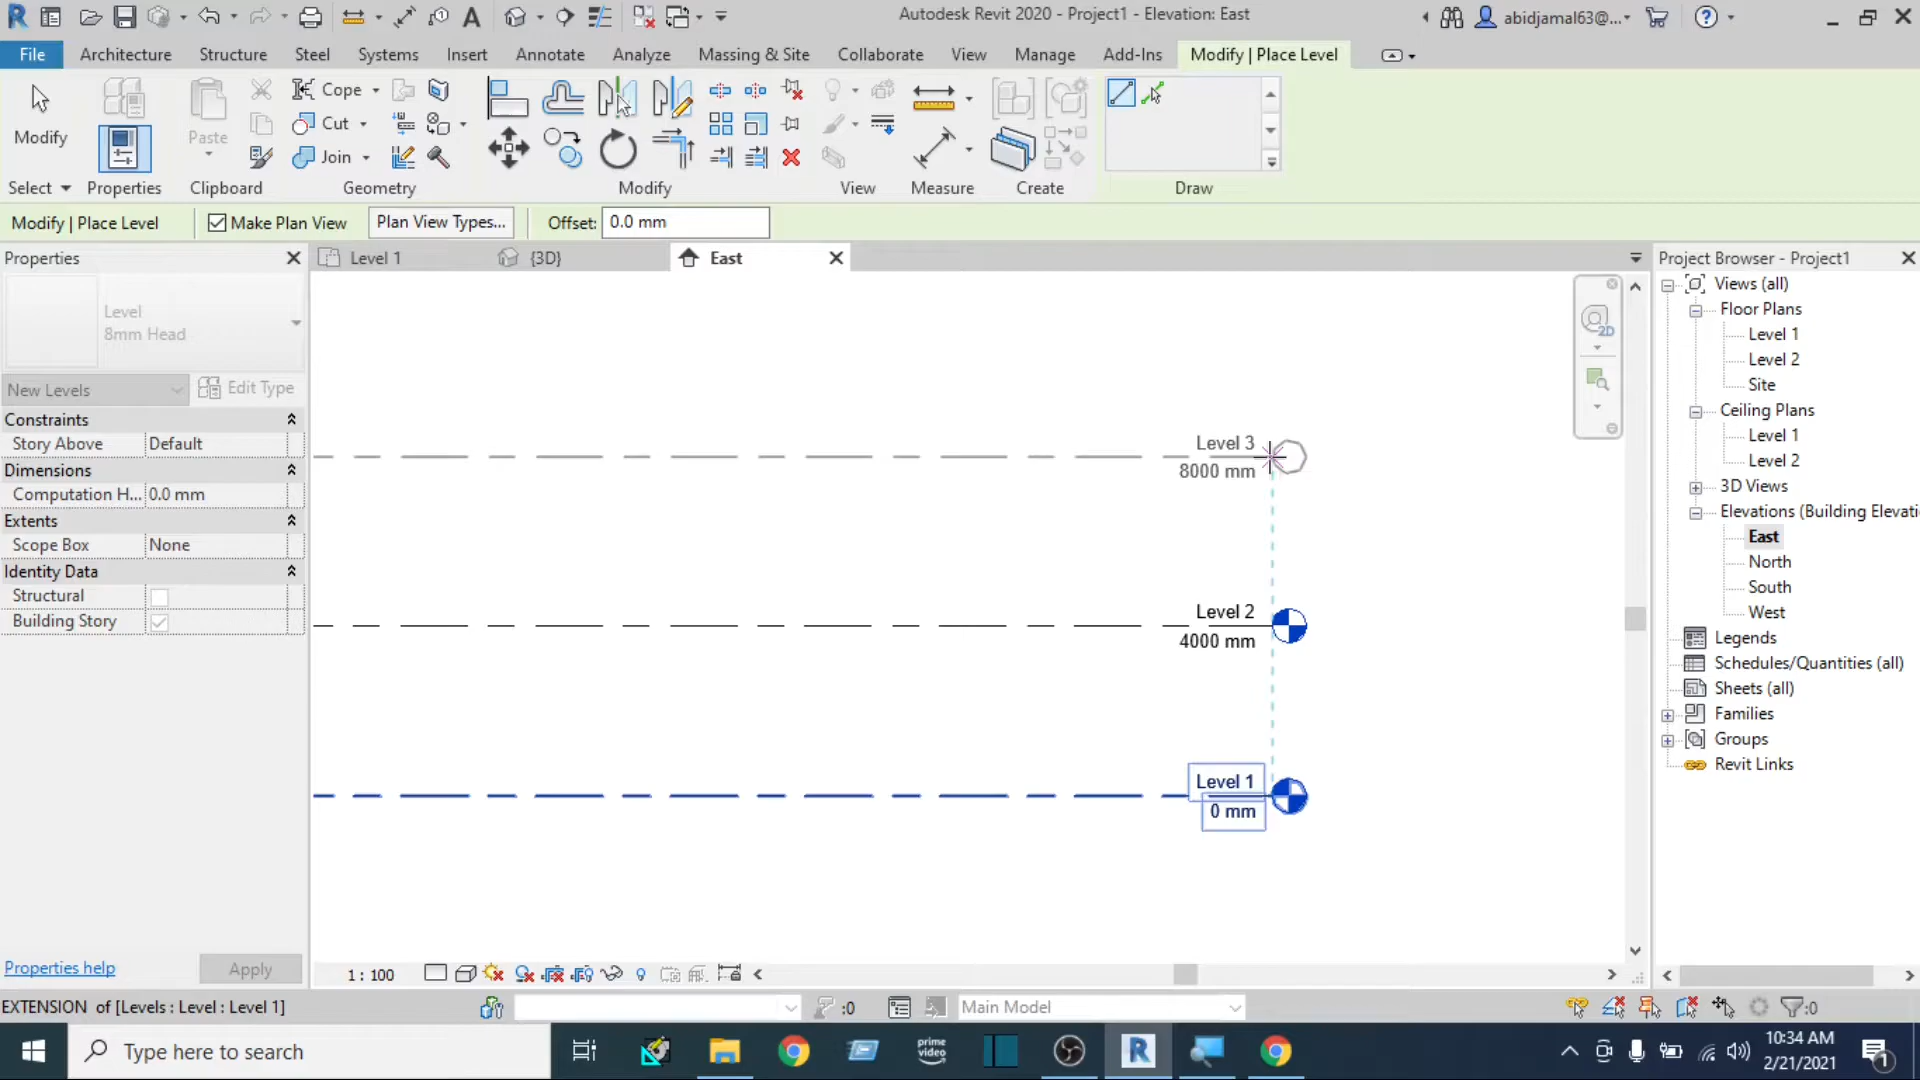 Autodesk Revit 2020 - Project1 - Elevation: East
abidjamal63@...
File Architecture Structure Steel Systems Insert Annotate Analyze Massing & Site Collaborate View Manage Add-Ins Modify | Place Level
Modify
Paste
Cope
Cut
Join
Select Properties Clipboard Geometry Modify View Measure Create Draw
Modify | Place Level Make Plan View Plan View Types... Offset: 0.0 mm
Properties
Level 1 {3D} East
Project Browser - Project1
Level
8mm Head
New Levels Edit Type
Constraints
Story Above Default
Dimensions
Computation H... 0.0 mm
Extents
Scope Box None
Identity Data
Structural
Building Story
Properties help Apply
Level 3
8000 mm
Level 2
4000 mm
Level 1
0 mm
2D
Views (all)
Floor Plans
Level 1
Level 2
Site
Ceiling Plans
Level 1
Level 2
3D Views
Elevations (Building Elevati
East
North
South
West
Legends
Schedules/Quantities (all)
Sheets (all)
Families
Groups
Revit Links
1 : 100
EXTENSION of [Levels : Level : Level 1] :0 Main Model :0
Type here to search
prime
video
10:34 AM
2/21/2021
1